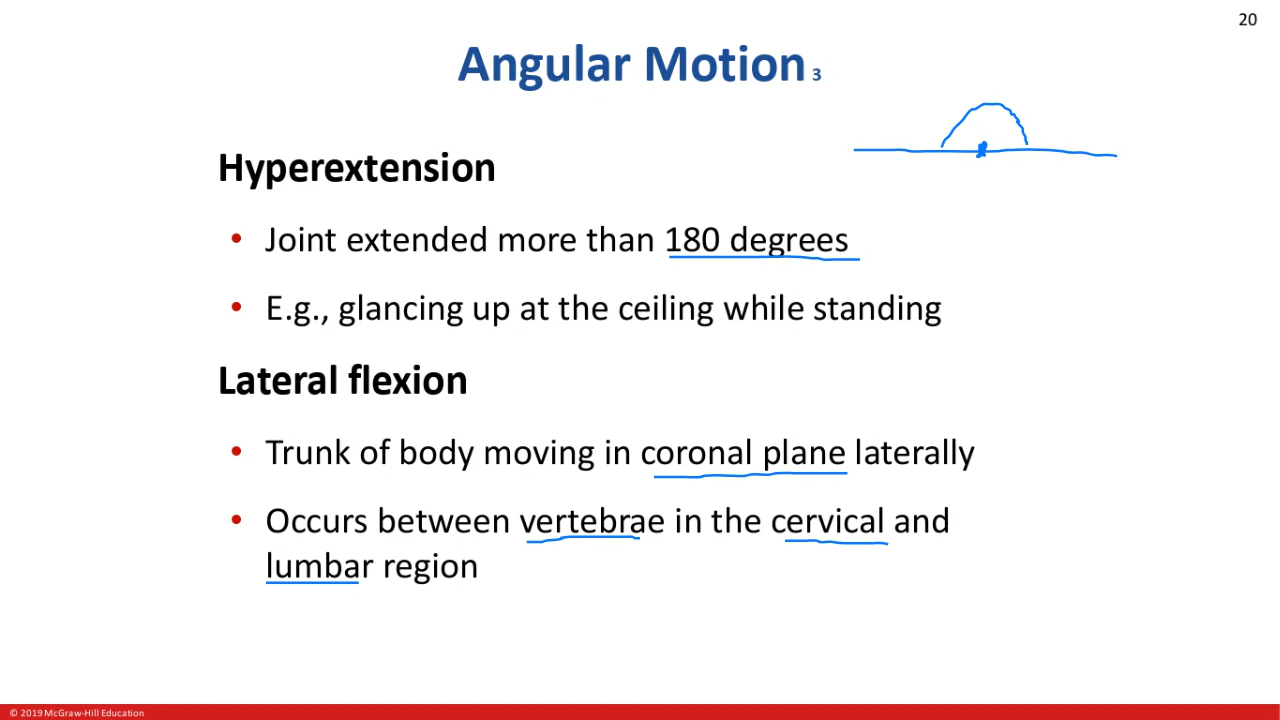 20
Angular Motion 3
Hyperextension
• Joint extended more than 180 degrees
• E.g., glancing up at the ceiling while standing
Lateral flexion
• Trunk of body moving in coronal plane laterally
• Occurs between vertebrae in the cervical and
lumbar region
© 2019 McGraw-Hill Education